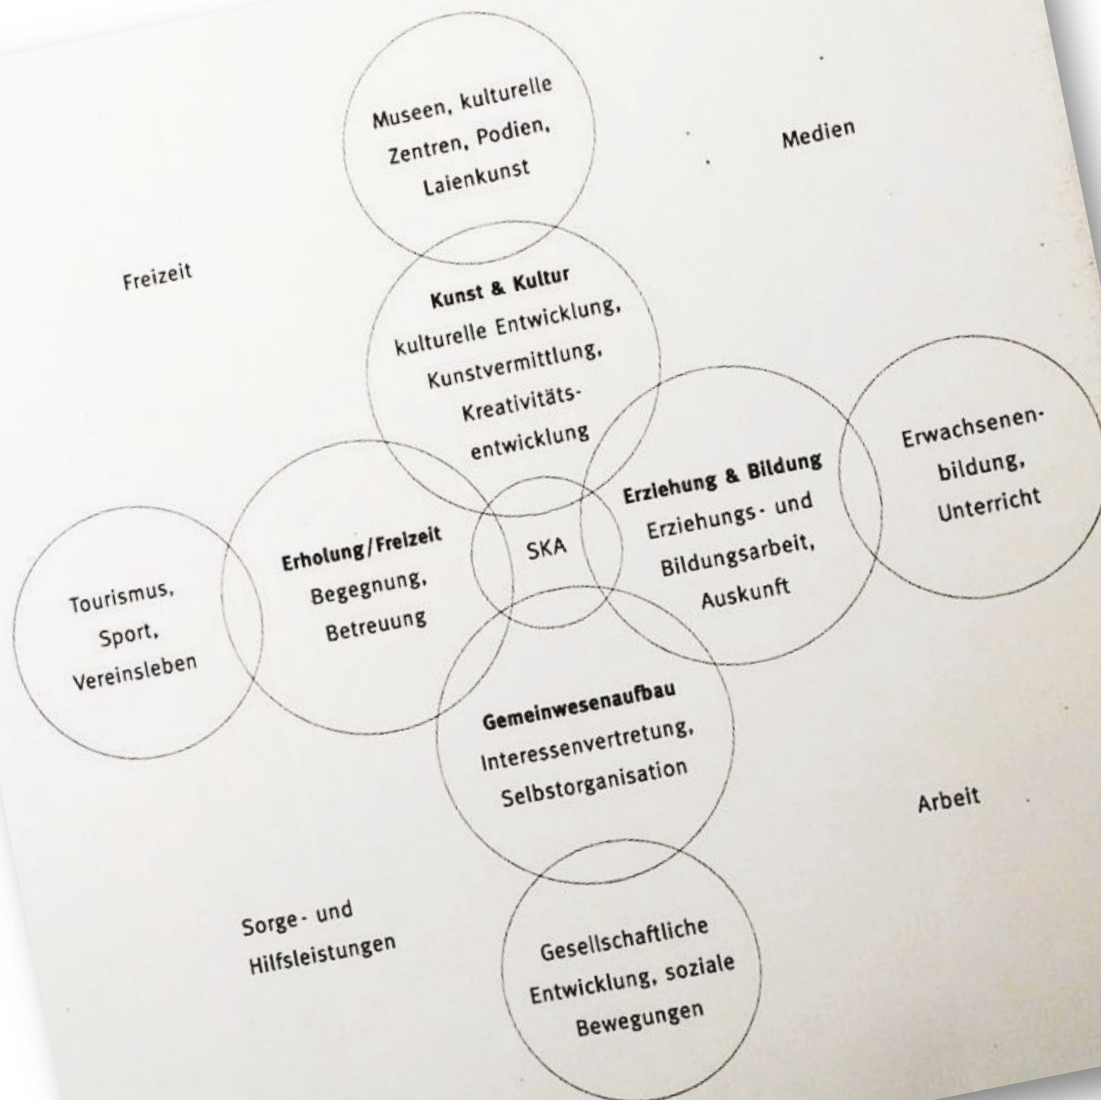 Museen, kulturelle
Zentren, Podien,
Laienkunst
Medien
Freizeit
Kunst & Kultur
kulturelle Entwicklung,
Kunstvermittlung,
Kreativitäts-
entwicklung
Erwachsenen-
bildung,
Unterricht
Erziehung & Bildung
Erziehungs- und
Bildungsarbeit,
Auskunft
SKA
Erholung/Freizeit
Begegnung,
Betreuung
Tourismus,
Sport,
Vereinsleben
Gemeinwesenaufbau
Interessenvertretung,
Selbstorganisation
Arbeit
Sorge- und
Hilfsleistungen
Gesellschaftliche
Entwicklung, soziale
Bewegungen